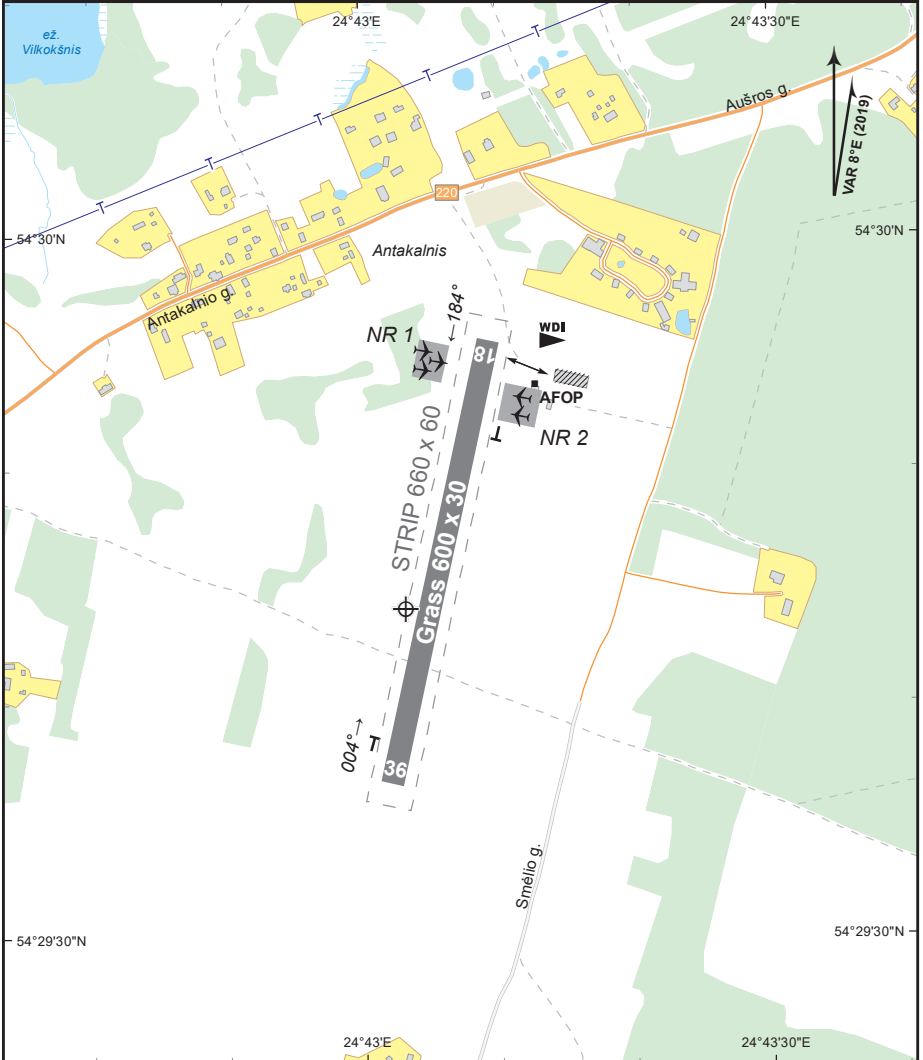 24°43'E
24°43'30"E
ež.
Vilkokšnis
Aušros g.
VAR 8°E (2019)
220
54°30'N
54°30'N
Antakalnis
Antakalnio g.
NR 1
←184°
18
WDI
AFOP
NR 2
STRIP 660 x 60
Grass 600 x 30
004°→
36
Smėlio g.
54°29'30"N
54°29'30"N
24°43'E
24°43'30"E